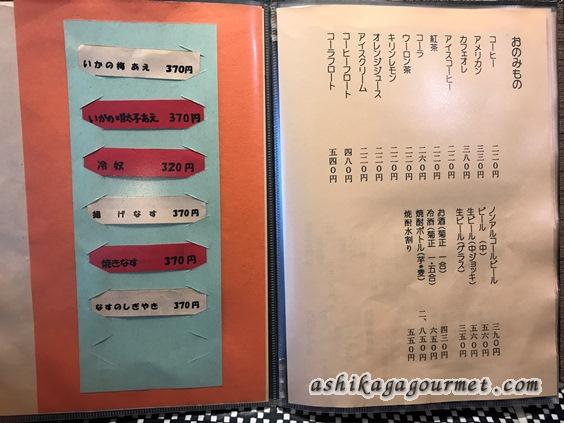 いかの梅あえ 370円
いかの明太子あえ 370円
冷奴 320円
揚げなす 370円
焼きなす 370円
なすのしぎやき 370円
おのみもの
コーヒー 二二〇円
アメリカン 三三〇円
カフェオレ 三八〇円
アイスコーヒー 二二〇円
紅茶 二二〇円
コーラ 二六〇円
ウーロン茶 二二〇円
キリンレモン 二二〇円
オレンジジュース 二二〇円
アイスクリーム 二二〇円
コーヒーフロート 四八〇円
コーラフロート 五四〇円
ノンアルコールビール 三九〇円
ビール(中) 五六〇円
生ビール(中ジョッキ) 五六〇円
生ビール(グラス) 三五〇円
お酒(菊正 一合) 四三〇円
冷酒(菊正 一・五合) 六五〇円
焼酎ボトル(芋・麦) 二、八五〇円
焼酎水割り 五五〇円
ashikagagourmet.com